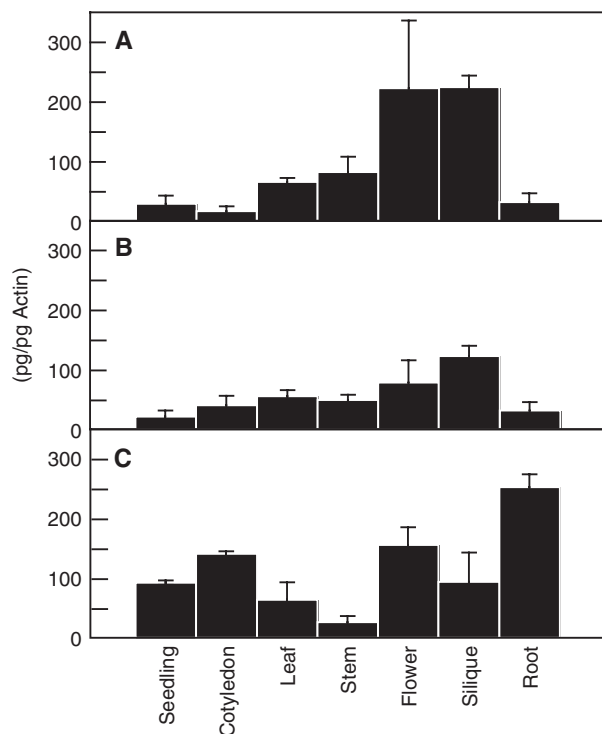 A
300
200
100
0
B
300
200
100
0
(pg/pg Actin)
C
300
200
100
0
Seedling
Cotyledon
Leaf
Stem
Flower
Silique
Root